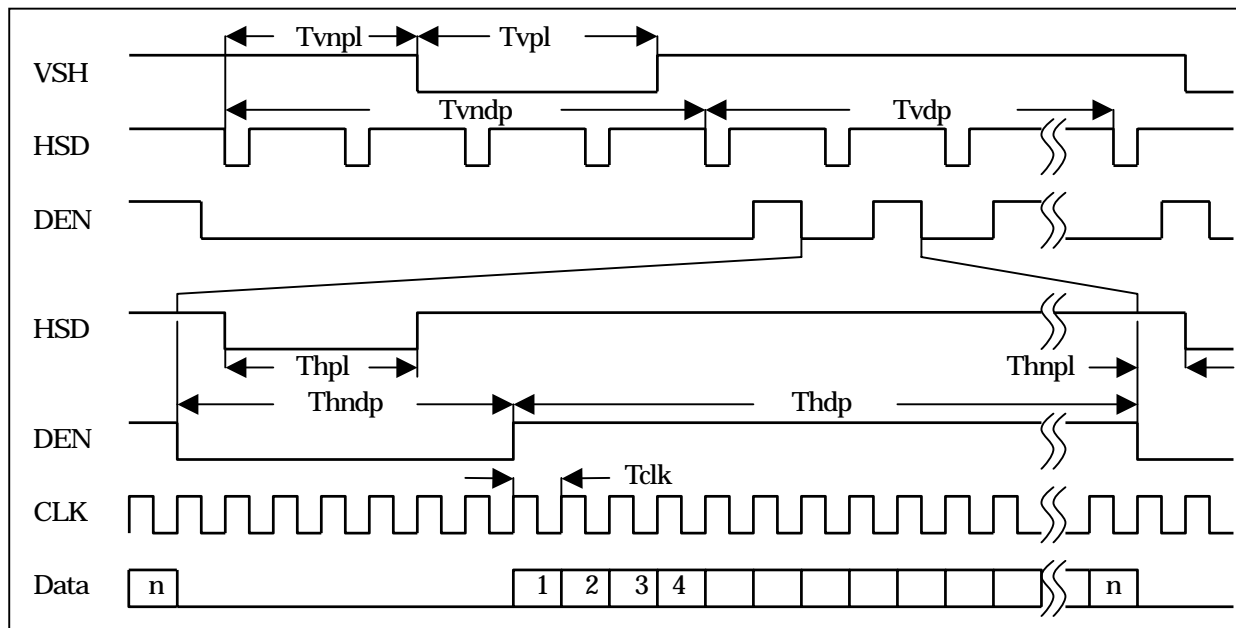 Tvnpl Tvpl
VSH
Tvndp Tvdp
HSD
DEN
HSD
Thpl Thnpl
Thndp Thdp
DEN
Tclk
CLK
Data n 1 2 3 4 n